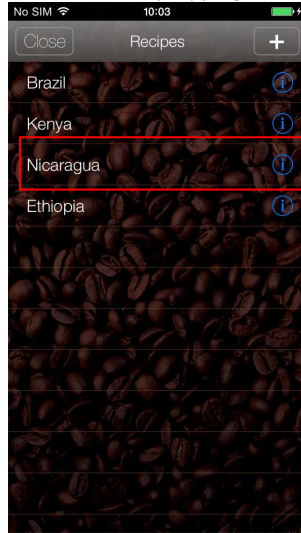 No SIM 10:03
Close Recipes +
Brazil
Kenya
Nicaragua
Ethiopia